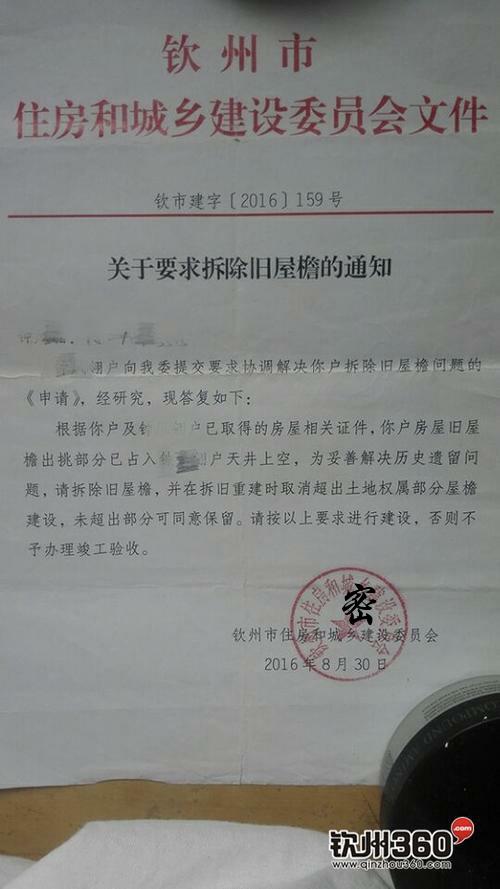 钦州市
住房和城乡建设委员会文件
钦市建字〔2016〕159号
关于要求拆除旧屋檐的通知
翊户向我委提交要求协调解决你户拆除旧屋檐问题的
《申请》，经研究，现答复如下：
根据你户及钅户已取得的房屋相关证件，你户房屋旧屋
檐出挑部分已占入户天井上空，为妥善解决历史遗留问
题，请拆除旧屋檐，并在拆旧重建时取消超出土地权属部分屋檐
建设，未超出部分可同意保留。请按以上要求进行建设，否则不
予办理竣工验收。
密
钦州市住房和城乡建设委员会
钦州市住房和城乡建设委员会
2016年8月30日
COMPOUND
钦州360
.com
www.qinzhou360.com